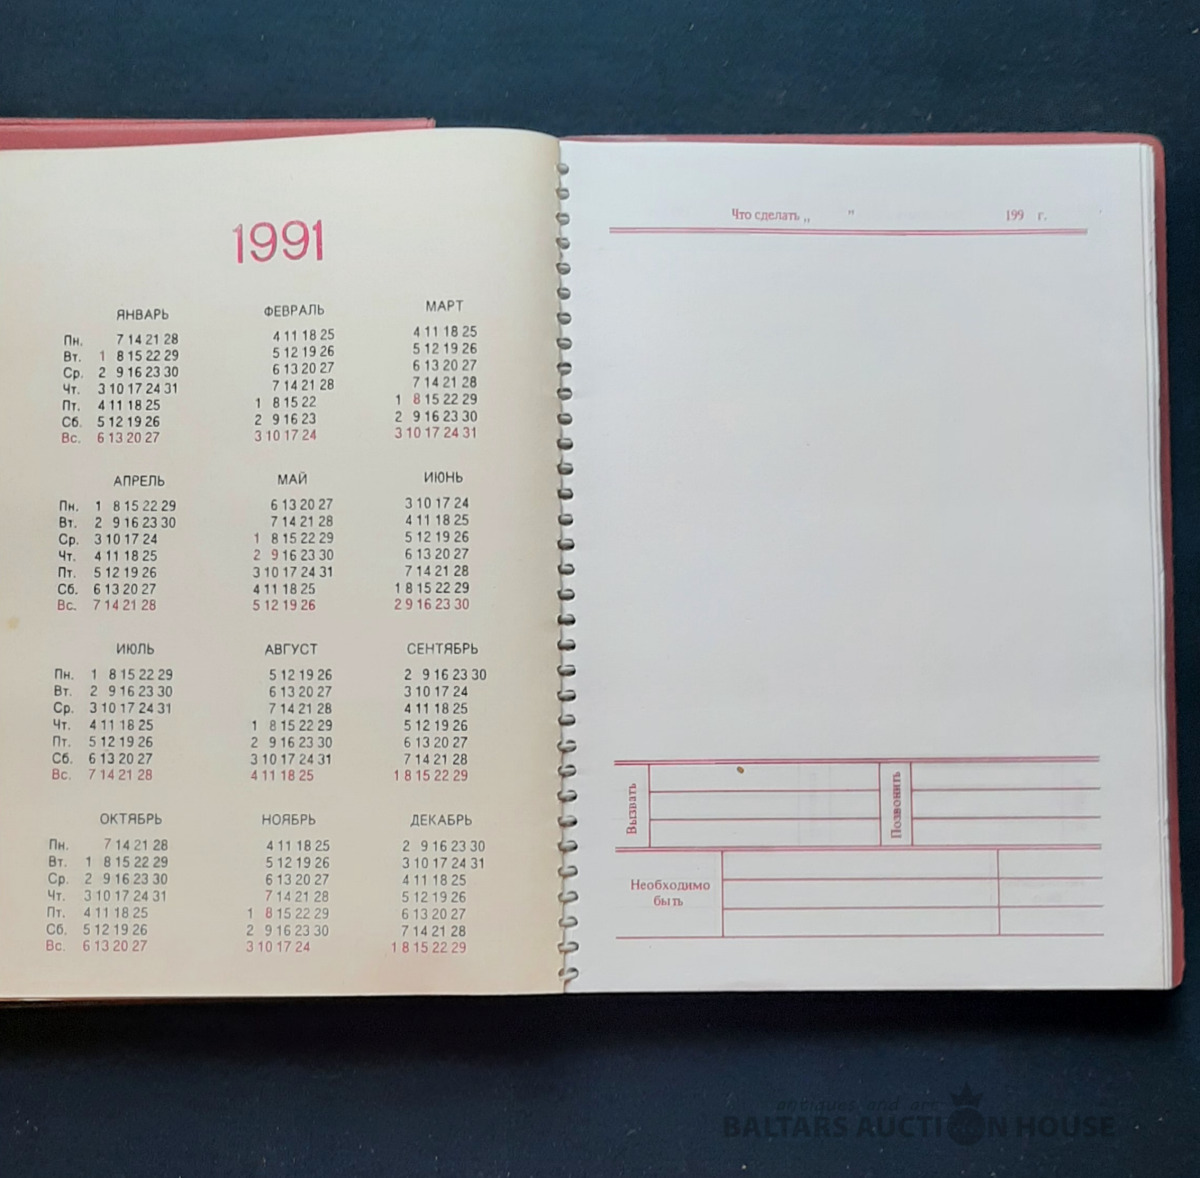 1991
ЯНВАРЬ ФЕВРАЛЬ МАРТ
Пн. 7 14 21 28 4 11 18 25 4 11 18 25
Вт. 1 8 15 22 29 5 12 19 26 5 12 19 26
Ср. 2 9 16 23 30 6 13 20 27 6 13 20 27
Чт. 3 10 17 24 31 7 14 21 28 7 14 21 28
Пт. 4 11 18 25 1 8 15 22 1 8 15 22 29
Сб. 5 12 19 26 2 9 16 23 2 9 16 23 30
Вс. 6 13 20 27 3 10 17 24 3 10 17 24 31
АПРЕЛЬ МАЙ ИЮНЬ
Пн. 1 8 15 22 29 6 13 20 27 3 10 17 24
Вт. 2 9 16 23 30 7 14 21 28 4 11 18 25
Ср. 3 10 17 24 1 8 15 22 29 5 12 19 26
Чт. 4 11 18 25 2 9 16 23 30 6 13 20 27
Пт. 5 12 19 26 3 10 17 24 31 7 14 21 28
Сб. 6 13 20 27 4 11 18 25 1 8 15 22 29
Вс. 7 14 21 28 5 12 19 26 2 9 16 23 30
ИЮЛЬ АВГУСТ СЕНТЯБРЬ
Пн. 1 8 15 22 29 5 12 19 26 2 9 16 23 30
Вт. 2 9 16 23 30 6 13 20 27 3 10 17 24
Ср. 3 10 17 24 31 7 14 21 28 4 11 18 25
Чт. 4 11 18 25 1 8 15 22 29 5 12 19 26
Пт. 5 12 19 26 2 9 16 23 30 6 13 20 27
Сб. 6 13 20 27 3 10 17 24 31 7 14 21 28
Вс. 7 14 21 28 4 11 18 25 1 8 15 22 29
ОКТЯБРЬ НОЯБРЬ ДЕКАБРЬ
Пн. 7 14 21 28 4 11 18 25 2 9 16 23 30
Вт. 1 8 15 22 29 5 12 19 26 3 10 17 24 31
Ср. 2 9 16 23 30 6 13 20 27 4 11 18 25
Чт. 3 10 17 24 31 7 14 21 28 5 12 19 26
Пт. 4 11 18 25 1 8 15 22 29 6 13 20 27
Сб. 5 12 19 26 2 9 16 23 30 7 14 21 28
Вс. 6 13 20 27 3 10 17 24 1 8 15 22 29
Что сделать „ ” 199 г.
Вызвать
Позвонить
Необходимо
быть
antiques and art
BALTARS AUCTION HOUSE